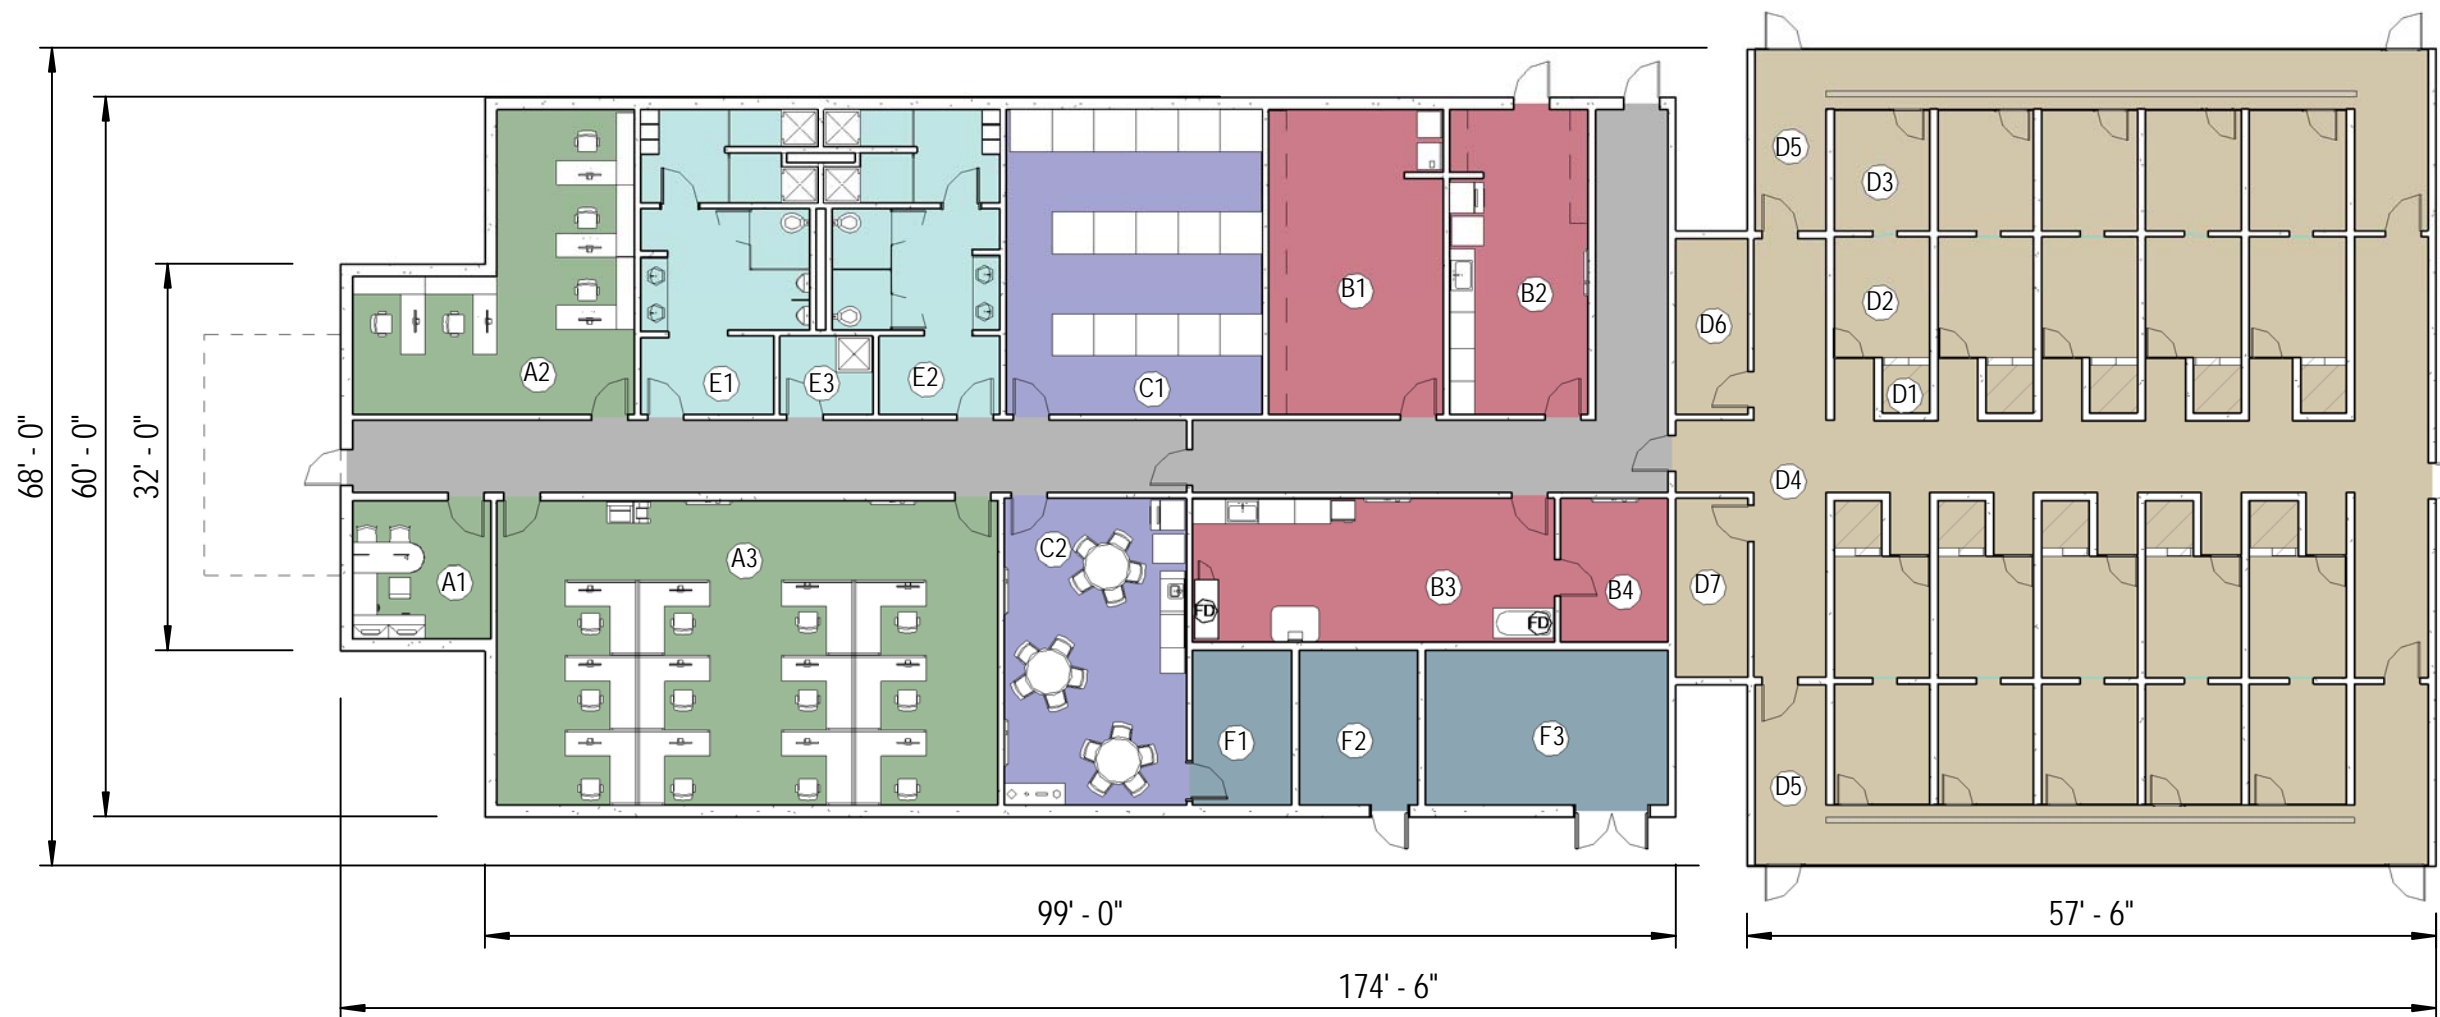 D5
D3
68' - 0"
60' - 0"
32' - 0"
B1
B2
D2
D6
A2
E1
E3
E2
C1
D1
D4
C2
A3
A1
B3
B4
D7
FD
FD
F1
F2
F3
D5
99' - 0"
57' - 6"
174' - 6"